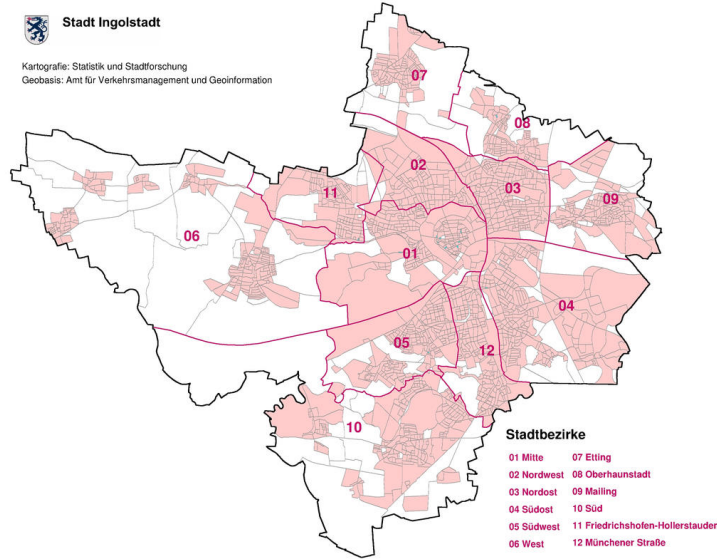 Stadt Ingolstadt
Kartografie: Statistik und Stadtforschung
Geobasis: Amt für Verkehrsmanagement und Geoinformation
07
08
02
03
11
09
06
01
04
05
12
10
Stadtbezirke
01 Mitte
02 Nordwest
03 Nordost
04 Südost
05 Südwest
06 West
07 Etting
08 Oberhaunstadt
09 Mailing
10 Süd
11 Friedrichshofen-Hollerstauden
12 Münchener Straße